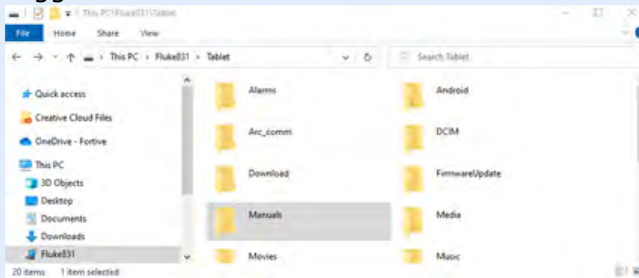 This PC\Fluke831\Tablet
File Home Share View
This PC › Fluke831 › Tablet
Search Tablet
Quick access
Creative Cloud Files
OneDrive - Fortive
This PC
3D Objects
Desktop
Documents
Downloads
Fluke831
Alarms
Android
Arc_comm
DCIM
Download
FirmwareUpdate
Manuals
Media
Movies
Music
20 items 1 item selected